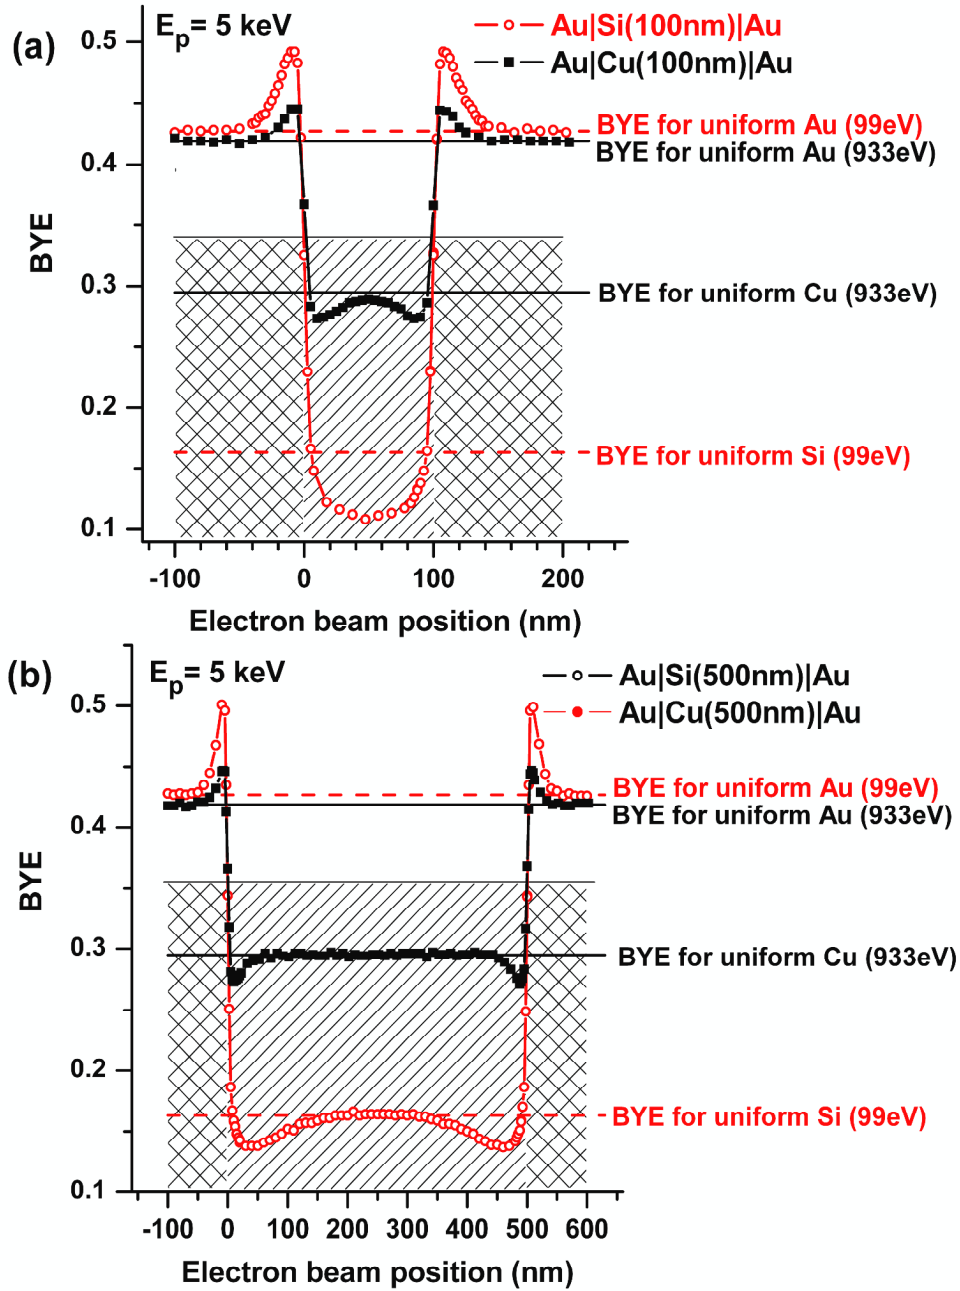 (a)
E_p= 5 keV
Au|Si(100nm)|Au
Au|Cu(100nm)|Au
0.5
0.4
0.3
0.2
0.1
BYE
BYE for uniform Au (99eV)
BYE for uniform Au (933eV)
BYE for uniform Cu (933eV)
BYE for uniform Si (99eV)
-100 0 100 200
Electron beam position (nm)
(b)
E_p= 5 keV
Au|Si(500nm)|Au
Au|Cu(500nm)|Au
0.5
0.4
0.3
0.2
0.1
BYE
BYE for uniform Au (99eV)
BYE for uniform Au (933eV)
BYE for uniform Cu (933eV)
BYE for uniform Si (99eV)
-100 0 100 200 300 400 500 600
Electron beam position (nm)